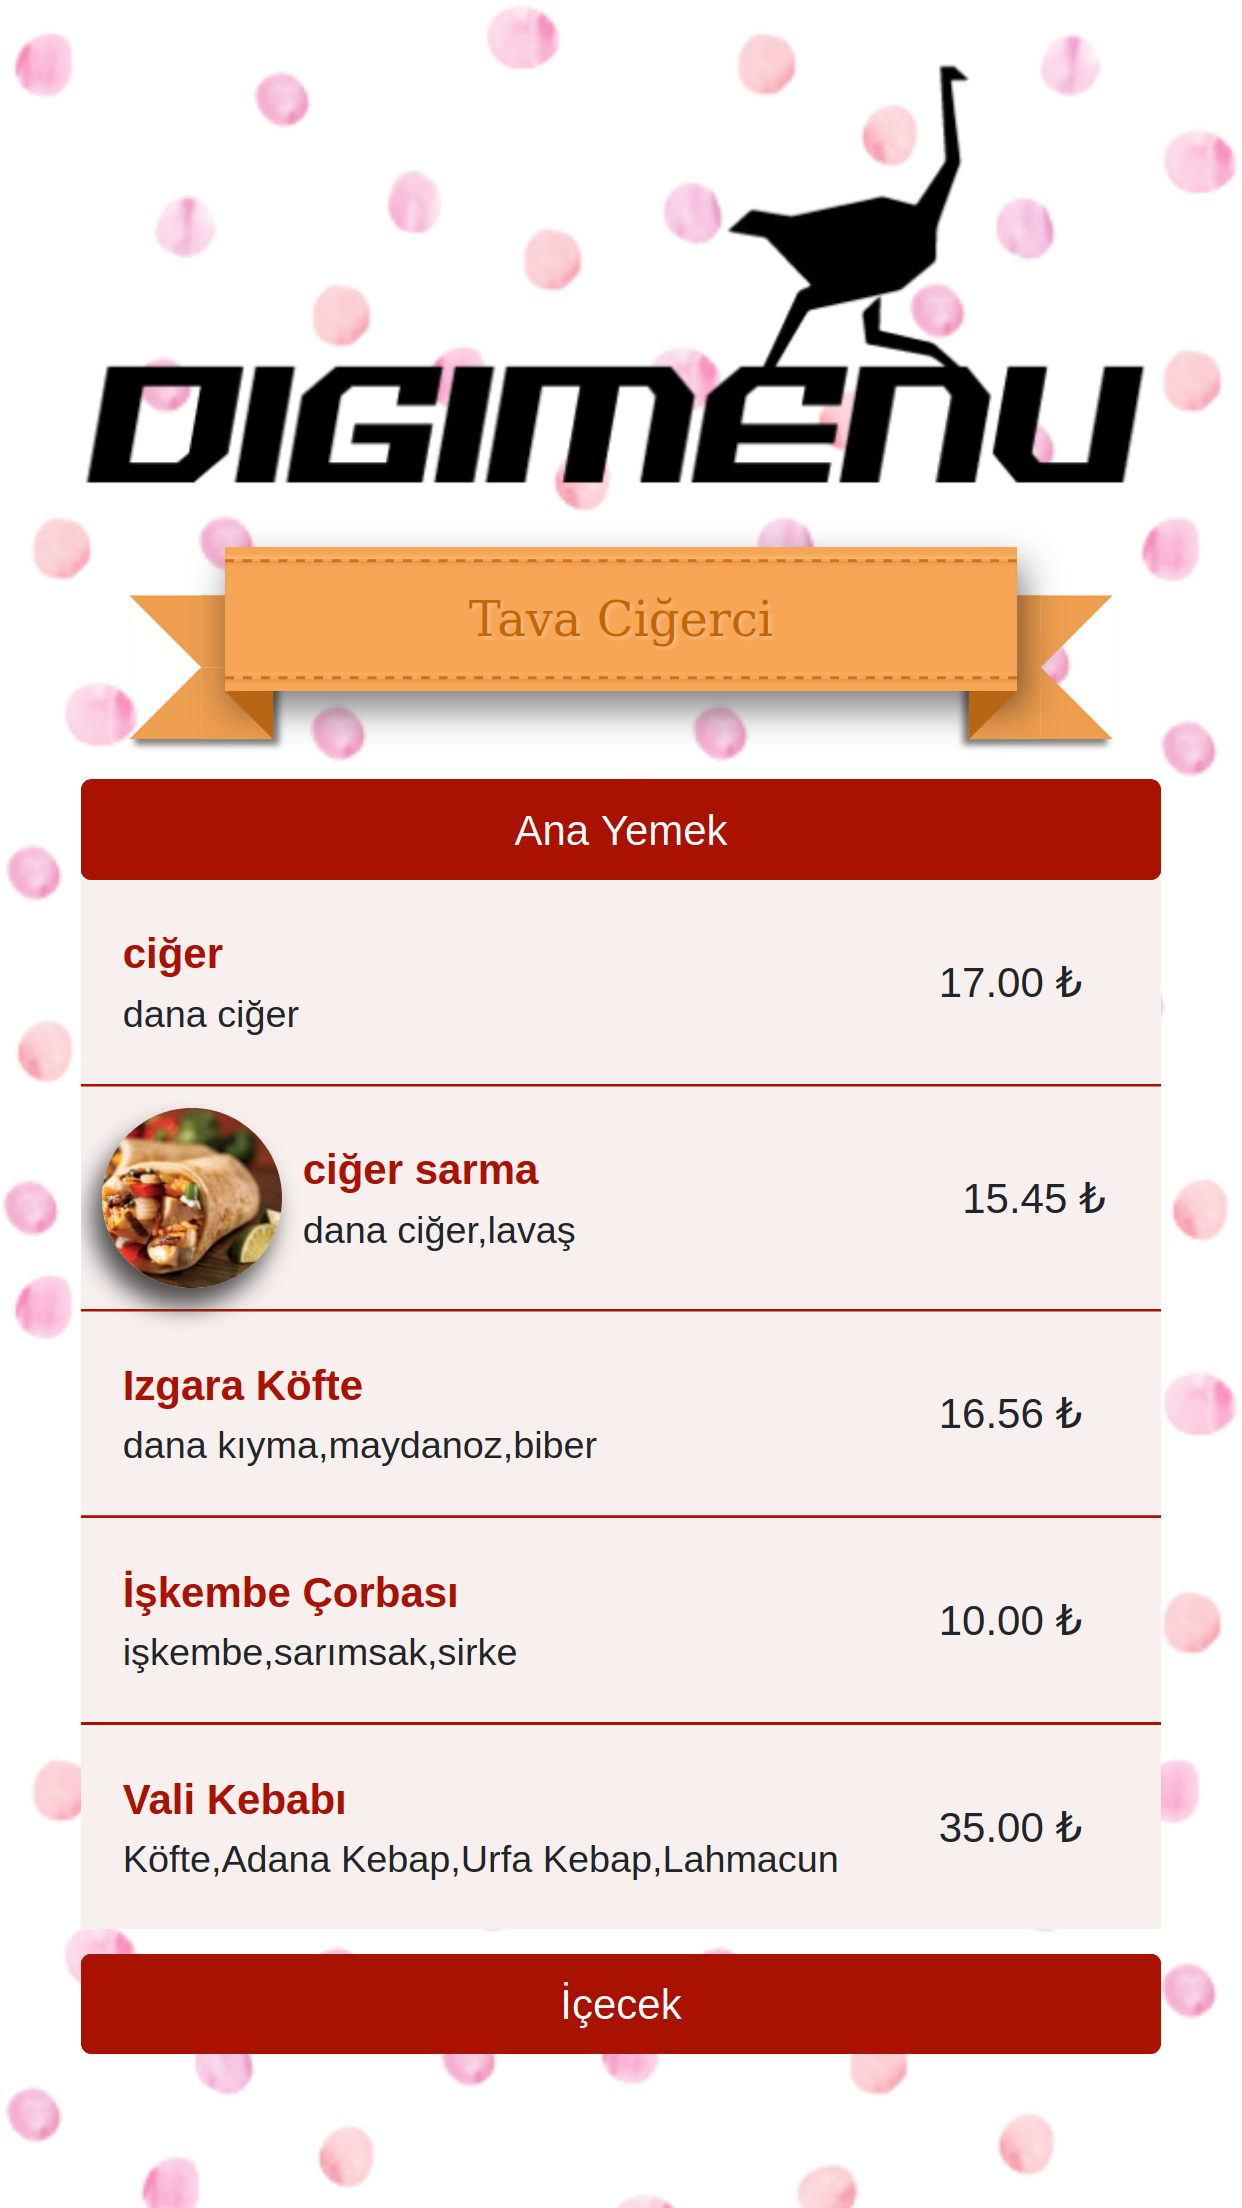 DIGIMENU
Tava Ciğerci
Ana Yemek
ciğer
dana ciğer
17.00 ₺
ciğer sarma
dana ciğer,lavaş
15.45 ₺
Izgara Köfte
dana kıyma,maydanoz,biber
16.56 ₺
İşkembe Çorbası
işkembe,sarımsak,sirke
10.00 ₺
Vali Kebabı
Köfte,Adana Kebap,Urfa Kebap,Lahmacun
35.00 ₺
İçecek